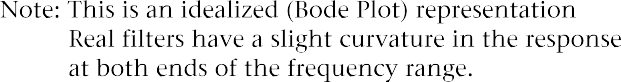 Note: This is an idealized (Bode Plot) representation
Real filters have a slight curvature in the response
at both ends of the frequency range.